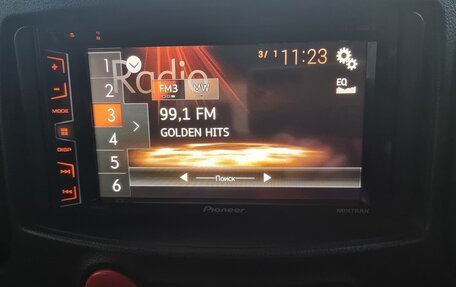 3/ 1 11:23
1
Radio
2
FM3 MW
EQ
MODE
3
99,1 FM
4
GOLDEN HITS
DISP
5
6
Поиск
Pioneer
MIXTRAX